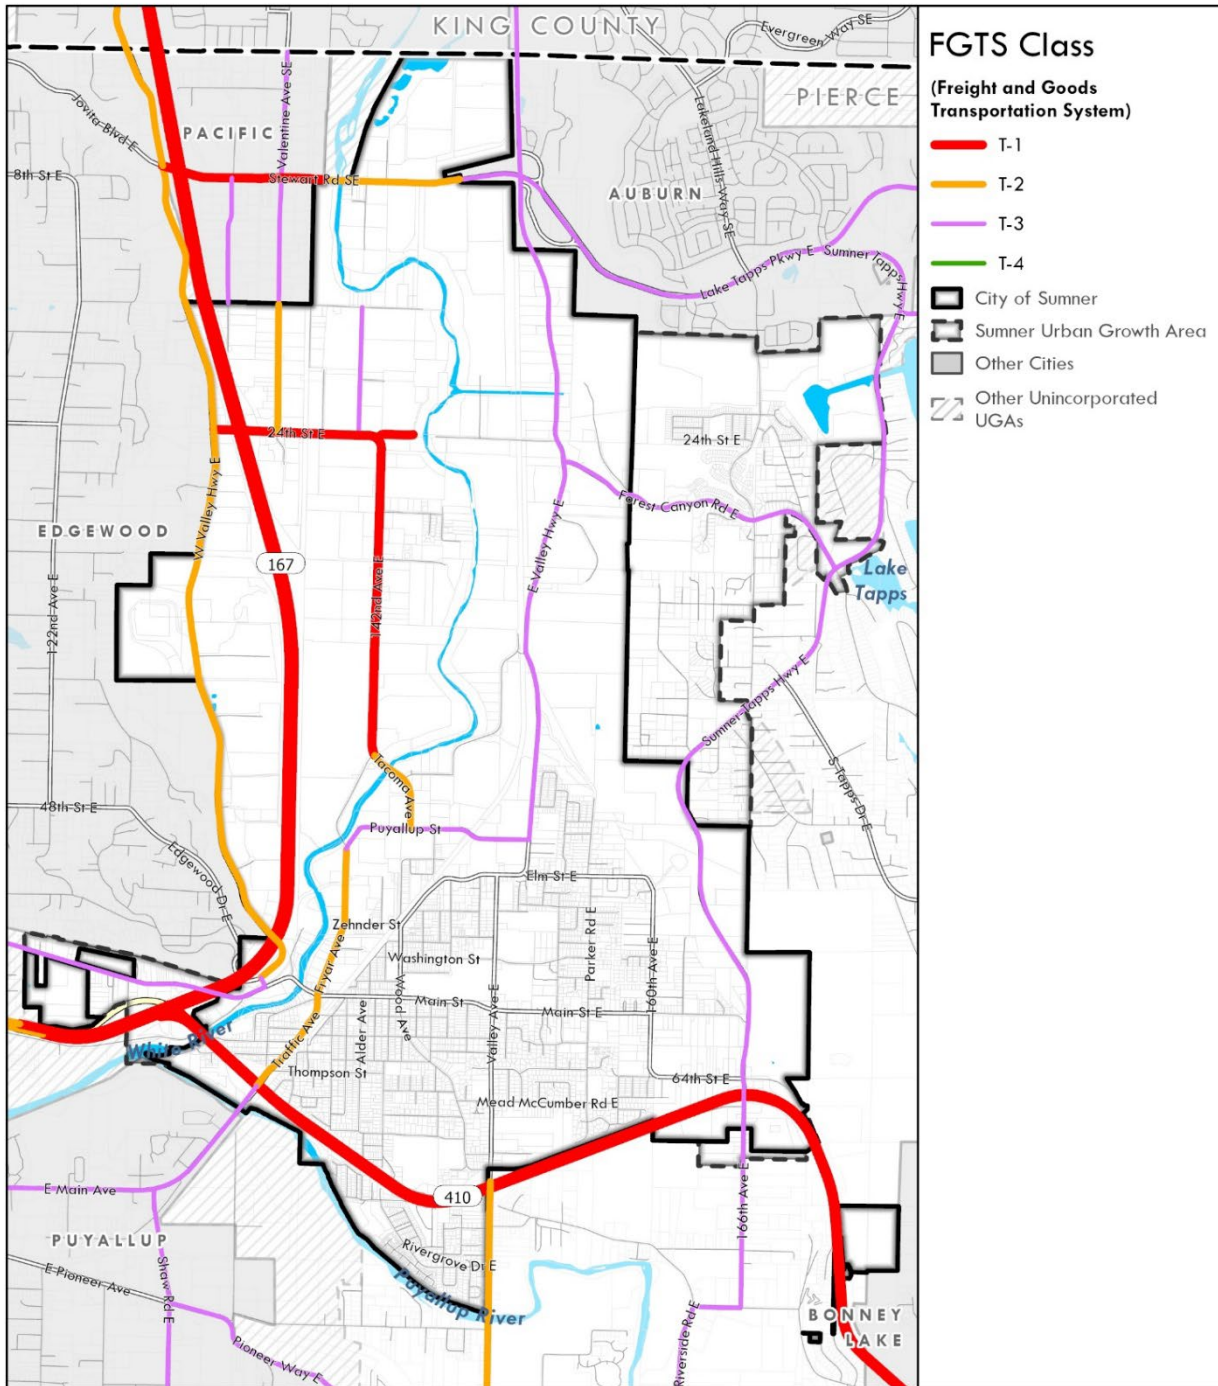 KING COUNTY
Evergreen Way SE
PIERCE
Jovita Blvd E
PACIFIC
Valentine Ave SE
Lakeland Hills Way SE
8th St E
Stewart Rd SE
AUBURN
Lake Tapps Pkwy E
Sumner Tapps Hwy E
24th St E
24th St E
W Valley Hwy E
Forest Canyon Rd E
EDGEWOOD
E Valley Hwy E
167
142nd Ave E
122nd Ave E
Lake
Tapps
Sumner-Tapps Hwy E
S Tapps Dr E
Tacoma Ave
48th St E
Puyallup St
Edgewood Dr E
Elm St E
Zehnder St
Fryar Ave
Washington St
Parker Rd E
160th Ave E
Wood Ave
Main St
Main St E
Alder Ave
Valley Ave E
White River
Traffic Ave
Thompson St
64th St E
Mead McCumber Rd E
E Main Ave
410
166th Ave E
PUYALLUP
Shaw Rd E
Rivergrove Dr E
E Pioneer Ave
Puyallup River
BONNEY
LAKE
Riverside Rd E
Pioneer Way E
FGTS Class
(Freight and Goods
Transportation System)
T-1
T-2
T-3
T-4
City of Sumner
Sumner Urban Growth Area
Other Cities
Other Unincorporated
UGAs